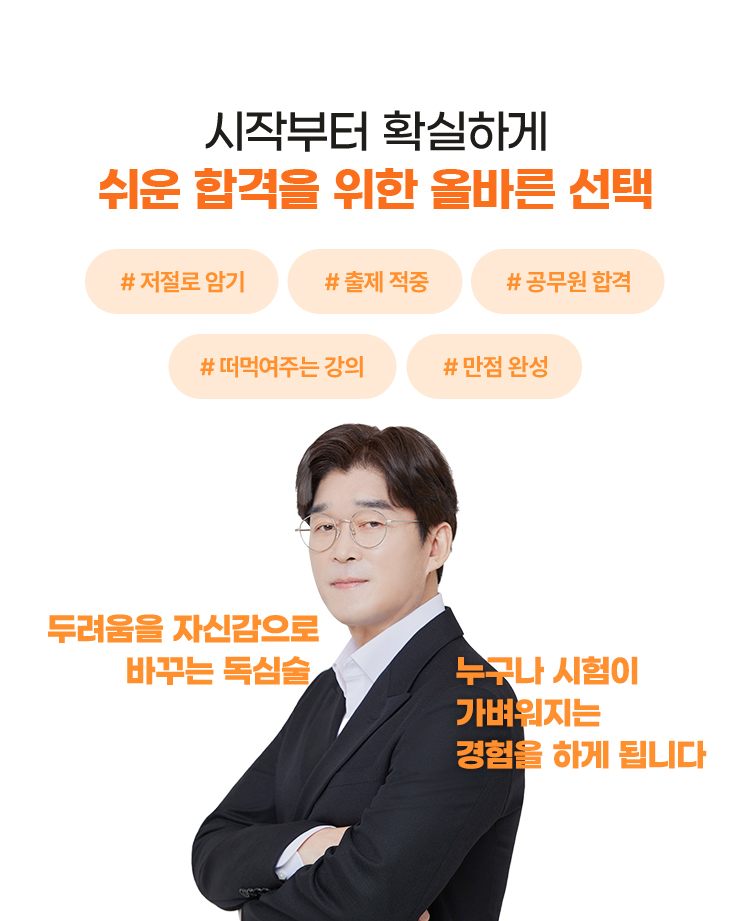 시작부터 확실하게
쉬운 합격을 위한 올바른 선택
# 저절로 암기
# 출제 적중
# 공무원 합격
# 떠먹여주는 강의
# 만점 완성
두려움을 자신감으로
바꾸는 독심술
누구나 시험이
가벼워지는
경험을 하게 됩니다